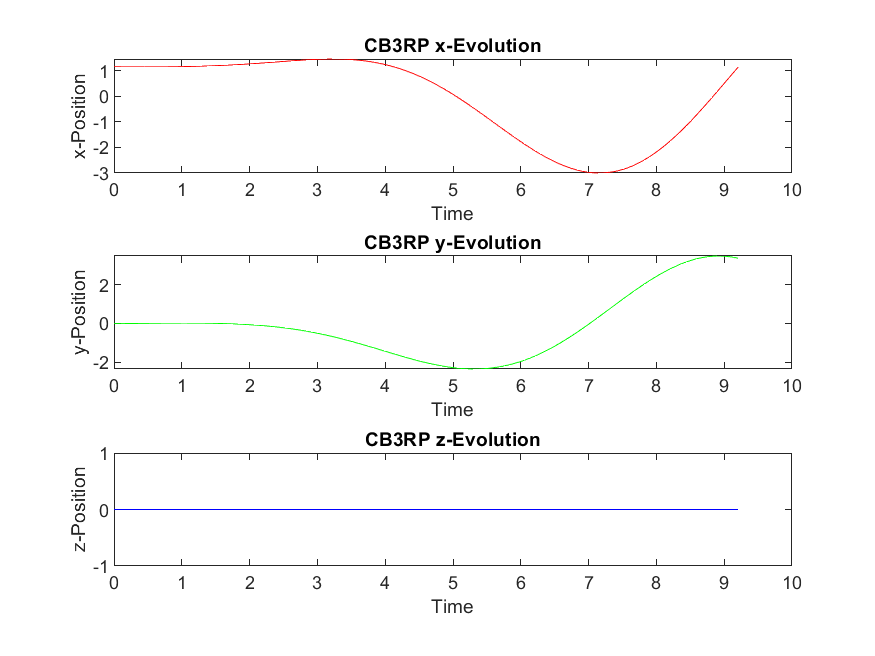 CB3RP x-Evolution
1
0
-1
-2
-3
x-Position
0 1 2 3 4 5 6 7 8 9 10
Time
CB3RP y-Evolution
2
0
-2
y-Position
0 1 2 3 4 5 6 7 8 9 10
Time
CB3RP z-Evolution
1
0
-1
z-Position
0 1 2 3 4 5 6 7 8 9 10
Time